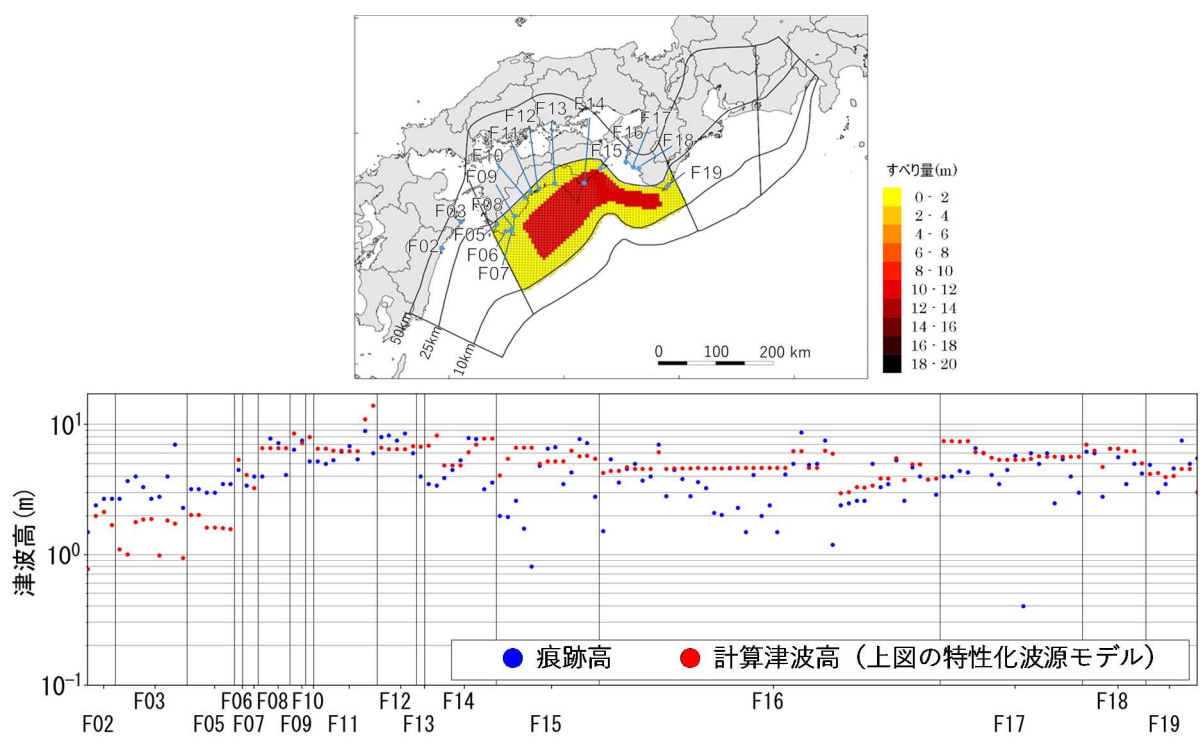 F14
F13
F12
F17
F11
F16
F18
F10
F15
F09
F19
F08
F03
F05
F02
F06
F07
50km
25km
10km
0 100 200 km
すべり量(m)
0 - 2
2 - 4
4 - 6
6 - 8
8 - 10
10 - 12
12 - 14
14 - 16
16 - 18
18 - 20
津波高(m)
10¹
10⁰
10⁻¹
痕跡高
計算津波高（上図の特性化波源モデル）
F03 F06 F08 F10 F12 F14 F16 F18
F02 F05 F07 F09 F11 F13 F15 F17 F19